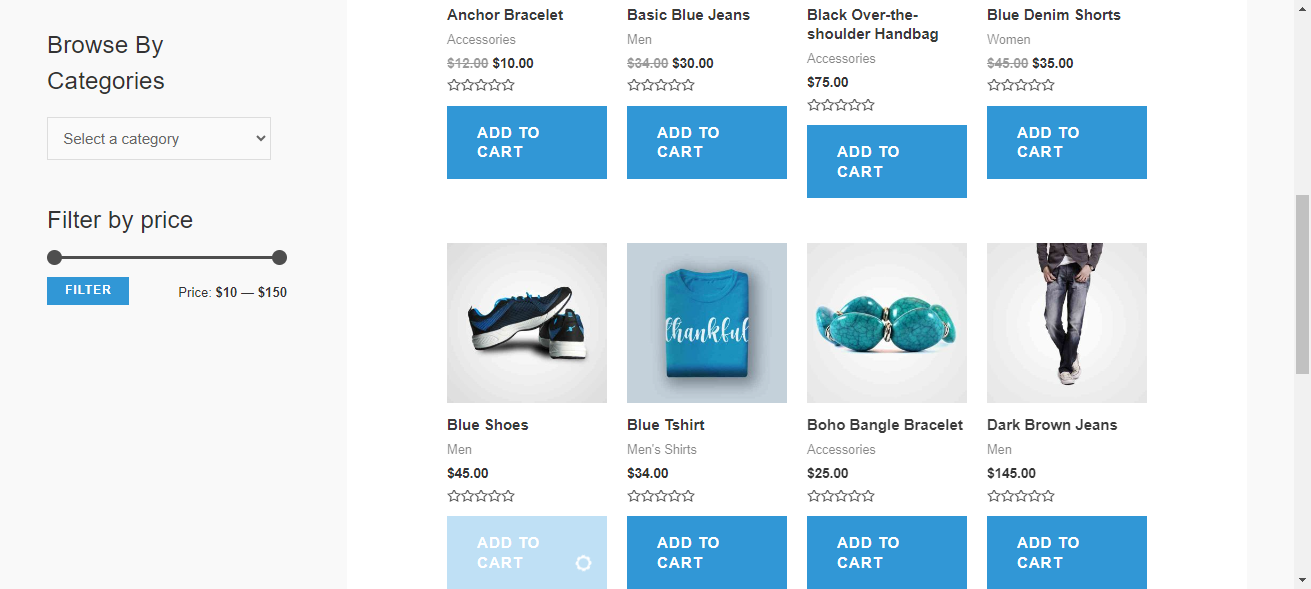 Browse By
Categories
Select a category
Filter by price
FILTER
Price: $10 — $150
Anchor Bracelet
Accessories
$12.00 $10.00
ADD TO
CART
Basic Blue Jeans
Men
$34.00 $30.00
ADD TO
CART
Black Over-the-
shoulder Handbag
Accessories
$75.00
ADD TO
CART
Blue Denim Shorts
Women
$45.00 $35.00
ADD TO
CART
Blue Shoes
Men
$45.00
ADD TO
CART
thankful
Blue Tshirt
Men's Shirts
$34.00
ADD TO
CART
Boho Bangle Bracelet
Accessories
$25.00
ADD TO
CART
Dark Brown Jeans
Men
$145.00
ADD TO
CART